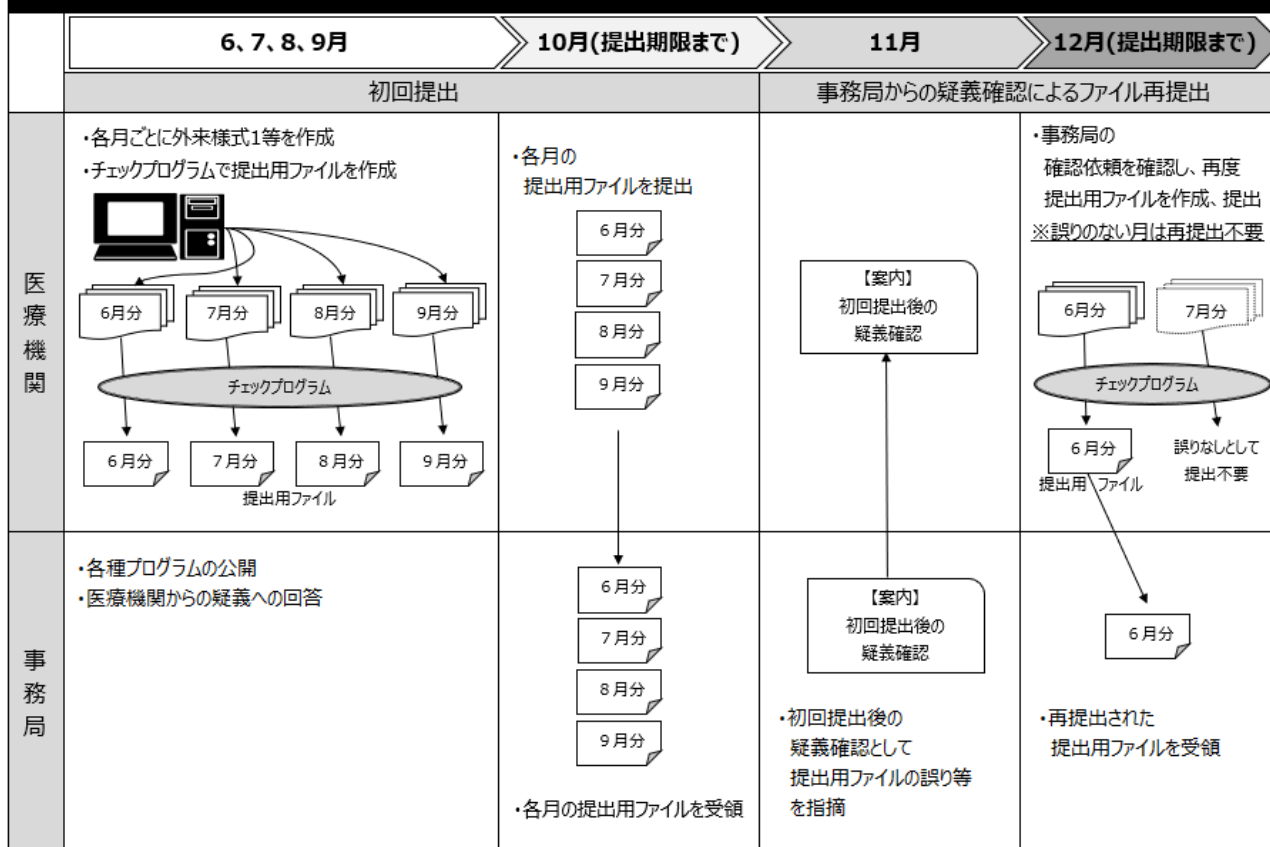 6、7、8、9月
10月(提出期限まで)
11月
12月(提出期限まで)
初回提出
事務局からの疑義確認によるファイル再提出
医療機関
・各月ごとに外来様式1等を作成
・チェックプログラムで提出用ファイルを作成
6月分
7月分
8月分
9月分
チェックプログラム
6月分
7月分
8月分
9月分
提出用ファイル
・各月の
提出用ファイルを提出
6月分
7月分
8月分
9月分
【案内】
初回提出後の
疑義確認
・事務局の
確認依頼を確認し、再度
提出用ファイルを作成、提出
※誤りのない月は再提出不要
6月分
7月分
チェックプログラム
6月分
提出用 ファイル
誤りなしとして
提出不要
事務局
・各種プログラムの公開
・医療機関からの疑義への回答
6月分
7月分
8月分
9月分
・各月の提出用ファイルを受領
【案内】
初回提出後の
疑義確認
・初回提出後の
疑義確認として
提出用ファイルの誤り等
を指摘
6月分
・再提出された
提出用ファイルを受領